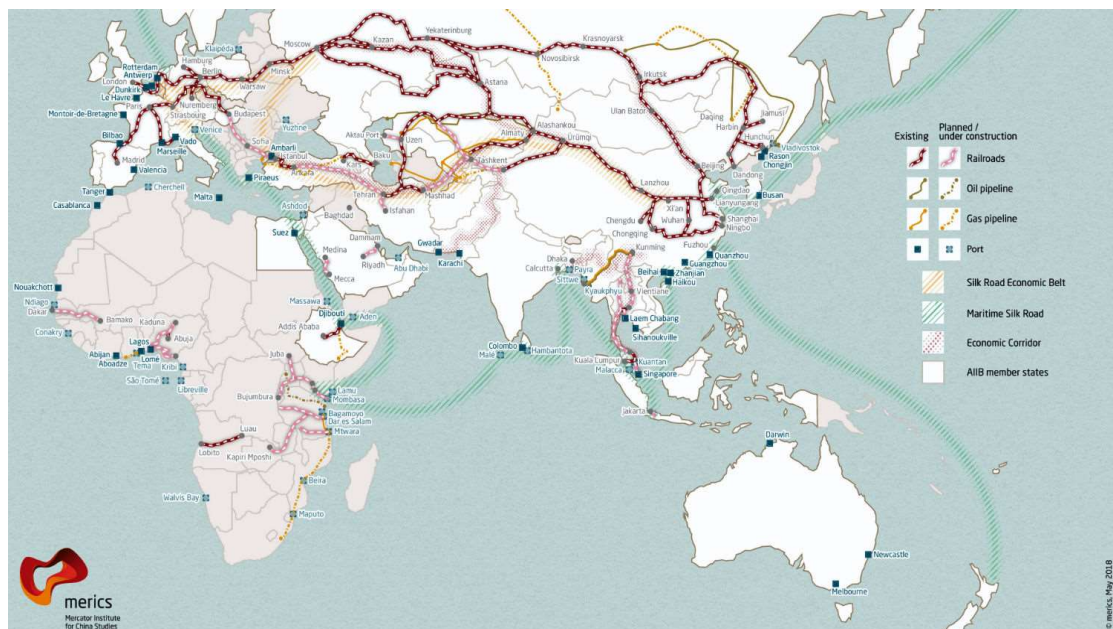 Klaipėda
Hamburg
Rotterdam
Antwerp
London
Dunkirk
Le Havre
Berlin
Warsaw
Minsk
Moscow
Kazan
Yekaterinburg
Novosibirsk
Krasnoyarsk
Irkutsk
Astana
Paris
Montoir-de-Bretagne
Nuremberg
Strasbourg
Budapest
Venice
Vado
Marseille
Bilbao
Madrid
Valencia
Tanger
Casablanca
Cherchell
Malta
Piraeus
Sofia
Yuzhne
Ambarli
Istanbul
Ankara
Kars
Baku
Aktau Port
Uzen
Tashkent
Almaty
Alashankou
Ürümqi
Ulan Bator
Daqing
Harbin
Jiamusi
Hunchun
Vladivostok
Rason
Chongjin
Dandong
Beijing
Busan
Qingdao
Lianyungang
Lanzhou
Xi'an
Wuhan
Chengdu
Chongqing
Shanghai
Ningbo
Fuzhou
Quanzhou
Guangzhou
Beihai
Zhanjian
Haikou
Kunming
Vientiane
Laem Chabang
Sihanoukville
Kuala Lumpur
Kuantan
Malacca
Singapore
Jakarta
Dhaka
Calcutta
Payra
Sittwe
Kyaukphyu
Colombo
Hambantota
Malé
Gwadar
Karachi
Tehran
Mashhad
Isfahan
Baghdad
Ashdod
Suez
Dammam
Medina
Riyadh
Mecca
Abu Dhabi
Massawa
Djibouti
Aden
Addis Ababa
Nouakchott
Ndiago
Dakar
Bamako
Conakry
Kaduna
Abuja
Lagos
Abijan
Aboadze
Lomé
Tema
Kribi
São Tomé
Libreville
Juba
Bujumbura
Lamu
Mombasa
Bagamoyo
Dar es Salam
Mtwara
Luau
Lobito
Kapiri Mposhi
Walvis Bay
Beira
Maputo
Darwin
Newcastle
Melbourne
Existing
Planned /
under construction
Railroads
Oil pipeline
Gas pipeline
Port
Silk Road Economic Belt
Maritime Silk Road
Economic Corridor
AIIB member states
merics
Mercator Institute
for China Studies
© merics, May 2018